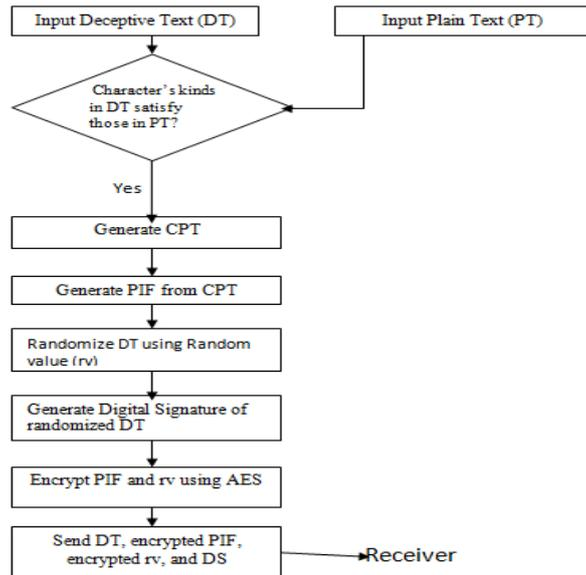 Input Deceptive Text (DT)
Input Plain Text (PT)
Character's kinds
in DT satisfy
those in PT?
Yes
Generate CPT
Generate PIF from CPT
Randomize DT using Random
value (rv)
Generate Digital Signature of
randomized DT
Encrypt PIF and rv using AES
Send DT, encrypted PIF,
encrypted rv, and DS
Receiver